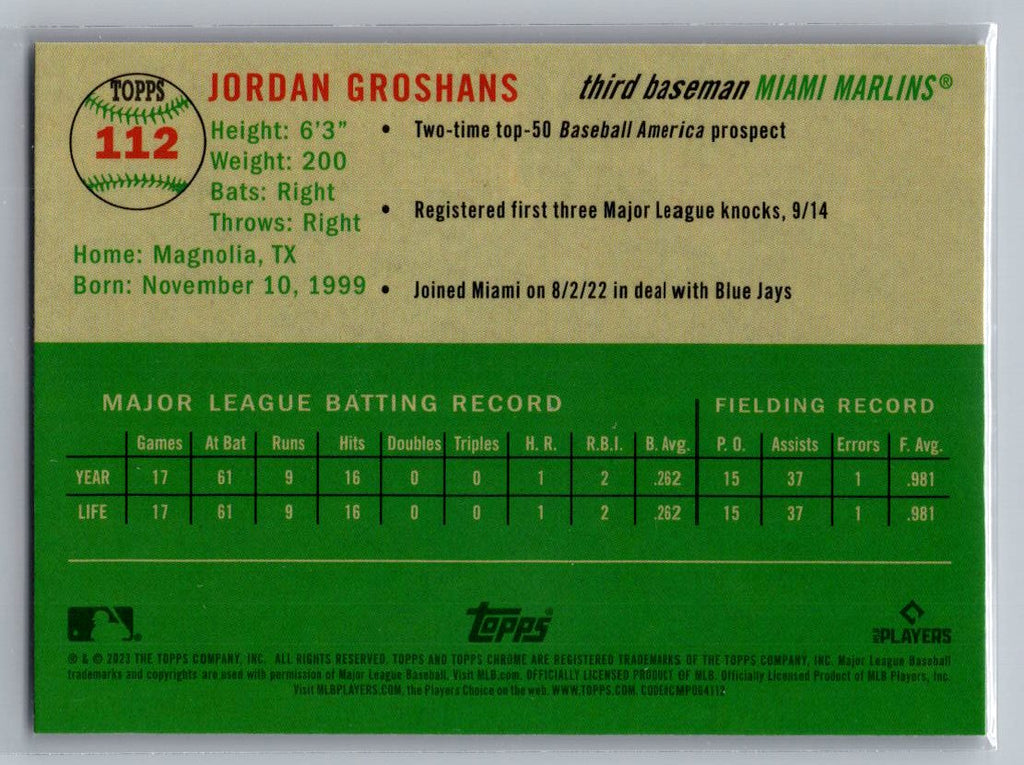 TOPPS
112
JORDAN GROSHANS
third baseman MIAMI MARLINS®
Height: 6'3"
Weight: 200
Bats: Right
Throws: Right
Home: Magnolia, TX
Born: November 10, 1999
• Two-time top-50 Baseball America prospect
• Registered first three Major League knocks, 9/14
• Joined Miami on 8/2/22 in deal with Blue Jays
MAJOR LEAGUE BATTING RECORD FIELDING RECORD
Games At Bat Runs Hits Doubles Triples H. R. R.B.I. B. Avg. P. O. Assists Errors F. Avg.
YEAR 17 61 9 16 0 0 1 2 .262 15 37 1 .981
LIFE 17 61 9 16 0 0 1 2 .262 15 37 1 .981
Topps®
MLB PLAYERS
® & © 2023 THE TOPPS COMPANY, INC. ALL RIGHTS RESERVED. TOPPS AND TOPPS CHROME ARE REGISTERED TRADEMARKS OF THE TOPPS COMPANY, INC. Major League Baseball
trademarks and copyrights are used with permission of Major League Baseball. Visit MLB.com. OFFICIALLY LICENSED PRODUCT OF MLB. Officially Licensed Product of MLB Players, Inc.
Visit MLBPLAYERS.COM, the Players Choice on the web. WWW.TOPPS.COM. CODE#CMP064112